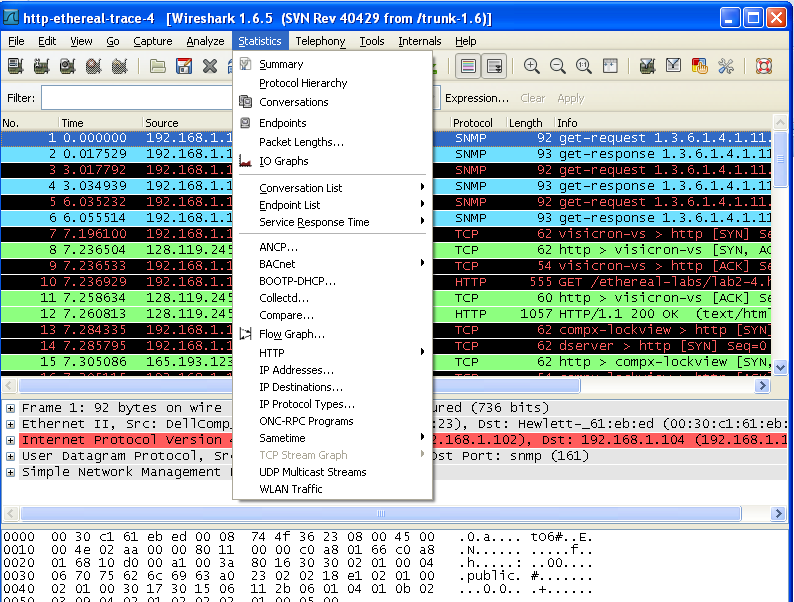 http-ethereal-trace-4 [Wireshark 1.6.5 (SVN Rev 40429 from /trunk-1.6)]
File Edit View Go Capture Analyze Statistics Telephony Tools Internals Help
Filter: Expression... Clear Apply
No. Time Source Protocol Length Info
1 0.000000 192.168.1.1 SNMP 92 get-request 1.3.6.1.4.1.11.
2 0.017529 192.168.1.1 SNMP 93 get-response 1.3.6.1.4.1.11
3 3.017792 192.168.1.1 SNMP 92 get-request 1.3.6.1.4.1.11.
4 3.034939 192.168.1.1 SNMP 93 get-response 1.3.6.1.4.1.11
5 6.035232 192.168.1.1 SNMP 92 get-request 1.3.6.1.4.1.11.
6 6.055514 192.168.1.1 SNMP 93 get-response 1.3.6.1.4.1.11
7 7.196100 192.168.1.1 TCP 62 visicron-vs > http [SYN] Se
8 7.236504 128.119.245 TCP 62 http > visicron-vs [SYN, AC
9 7.236533 192.168.1.1 TCP 54 visicron-vs > http [ACK] Se
10 7.236929 192.168.1.1 HTTP 555 GET /ethereal-labs/lab2-4.h
11 7.258634 128.119.245 TCP 60 http > visicron-vs [ACK] Se
12 7.260813 128.119.245 HTTP 1057 HTTP/1.1 200 OK (text/html
13 7.284335 192.168.1.1 TCP 62 compx-lockview > http [SYN]
14 7.285795 192.168.1.1 TCP 62 dserver > http [SYN] Seq=0
15 7.305086 165.193.123 TCP 62 http > compx-lockview [SYN,
Summary
Protocol Hierarchy
Conversations
Endpoints
Packet Lengths...
IO Graphs
Conversation List
Endpoint List
Service Response Time
ANCP...
BACnet
BOOTP-DHCP...
Collectd...
Compare...
Flow Graph...
HTTP
IP Addresses...
IP Destinations...
IP Protocol Types...
ONC-RPC Programs
Sametime
TCP Stream Graph
UDP Multicast Streams
WLAN Traffic
Frame 1: 92 bytes on wire ured (736 bits)
Ethernet II, Src: DellComp_ :23), Dst: Hewlett-_61:eb:ed (00:30:c1:61:eb:
Internet Protocol Version 2.168.1.102), Dst: 192.168.1.104 (192.168.1.1
User Datagram Protocol, Sr st Port: snmp (161)
Simple Network Management
0000 00 30 c1 61 eb ed 00 08 74 4f 36 23 08 00 45 00 .0.a.... tO6#..E.
0010 00 4e 02 aa 00 00 80 11 00 00 c0 a8 01 66 c0 a8 .N...... .....f..
0020 01 68 10 d0 00 a1 00 3a 80 16 30 30 02 01 00 04 .h.....: ..00....
0030 06 70 75 62 6c 69 63 a0 23 02 02 18 e1 02 01 00 .public. #.......
0040 02 01 00 30 17 30 15 06 11 2b 06 01 04 01 0b 02 ...0.0.. .+......